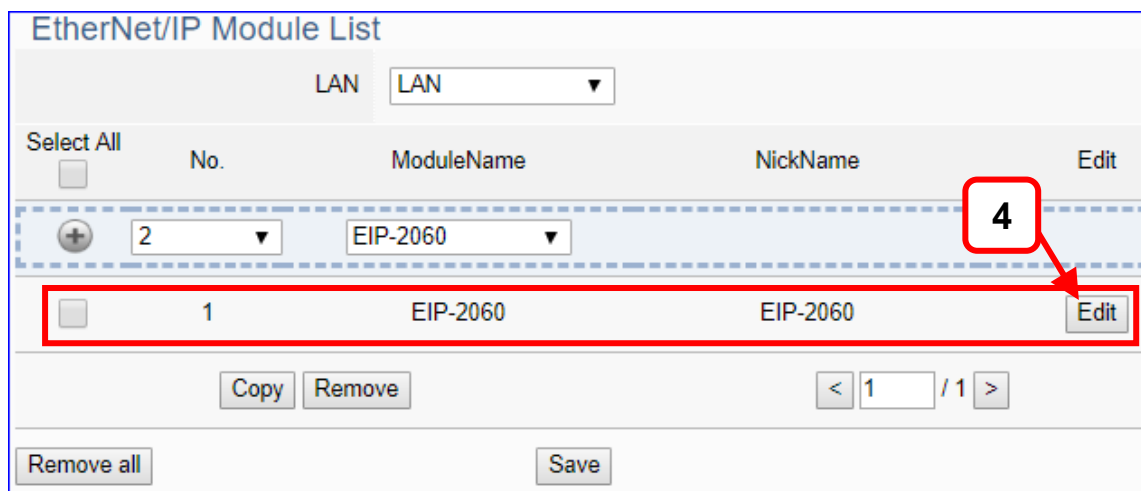 EtherNet/IP Module List
LAN LAN
Select All No. ModuleName NickName Edit
4
2 EIP-2060
1 EIP-2060 EIP-2060 Edit
Copy Remove < 1 / 1 >
Remove all Save